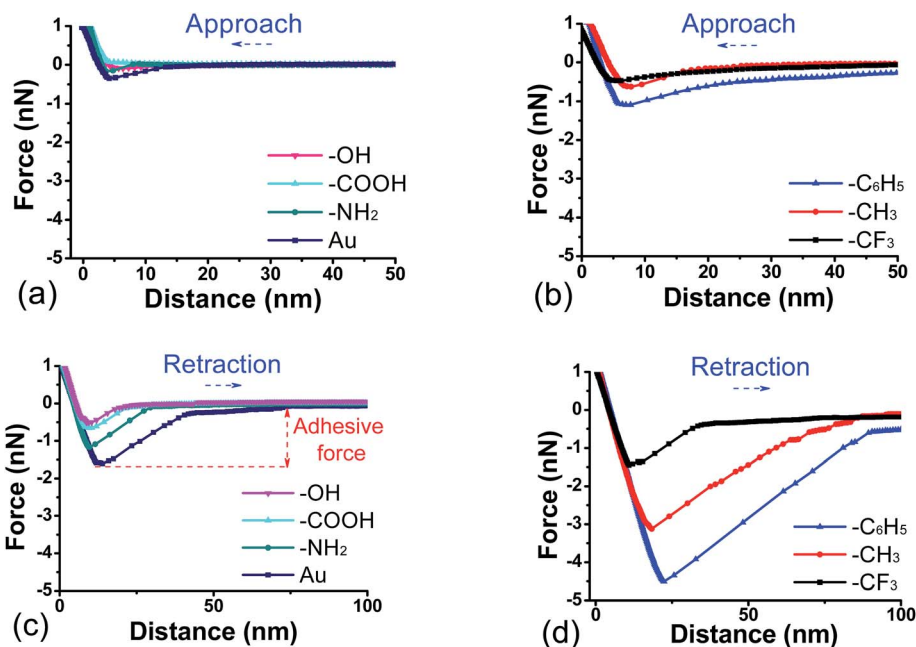 Approach
1
0
-1
-2
-3
-4
-5
Force (nN)
-OH
-COOH
-NH₂
Au
0 10 20 30 40 50
Distance (nm)
(a)
Approach
1
0
-1
-2
-3
-4
-5
Force (nN)
-C₆H₅
-CH₃
-CF₃
0 10 20 30 40 50
Distance (nm)
(b)
Retraction
1
0
-1
-2
-3
-4
-5
Force (nN)
Adhesive
force
-OH
-COOH
-NH₂
Au
0 50 100
Distance (nm)
(c)
Retraction
1
0
-1
-2
-3
-4
-5
Force (nN)
-C₆H₅
-CH₃
-CF₃
0 25 50 75 100
Distance (nm)
(d)